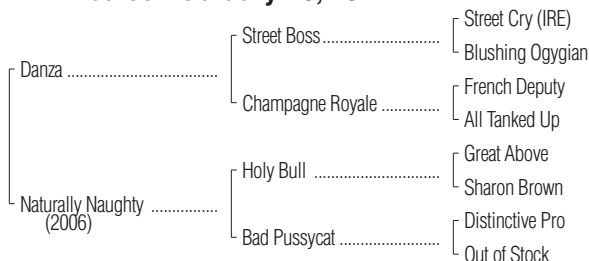 Street Cry (IRE)
Street Boss..............................
Blushing Ogygian
Danza ......................................
French Deputy
Champagne Royale ...............
All Tanked Up
Great Above
Holy Bull ................................
Sharon Brown
Naturally Naughty .................
(2006)
Distinctive Pro
Bad Pussycat .........................
Out of Stock